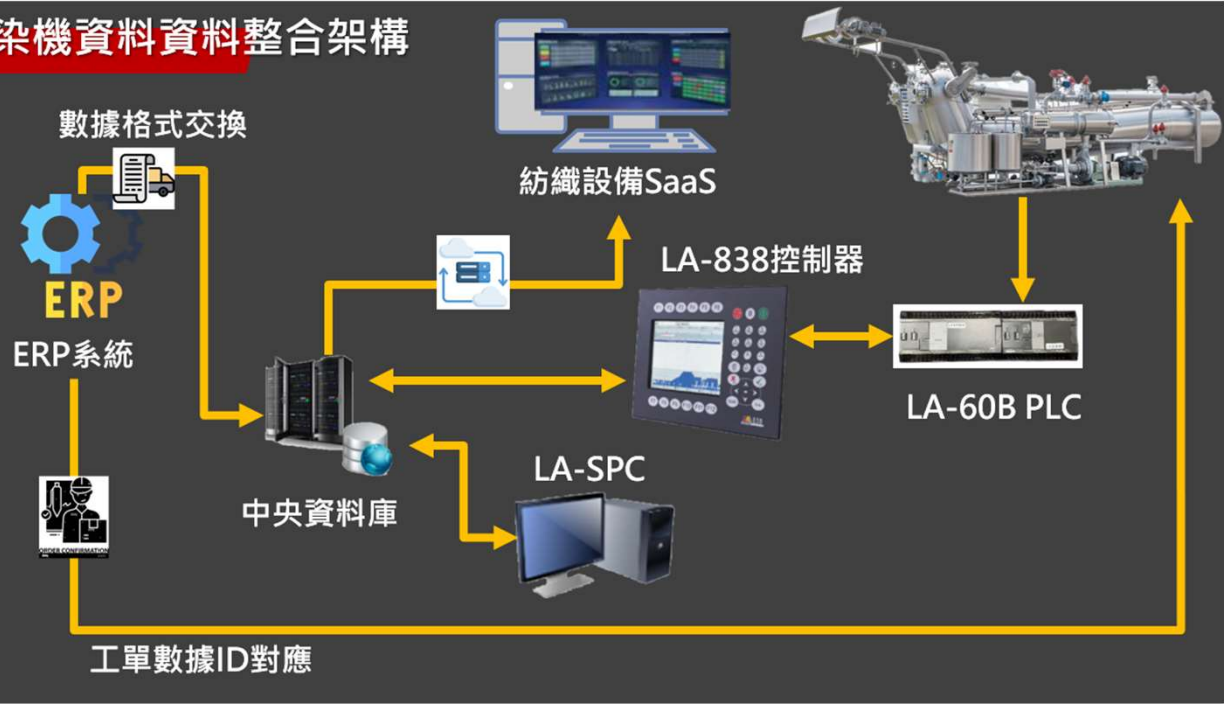 染機資料資料整合架構
數據格式交換
紡織設備SaaS
LA-838控制器
ERP
ERP系統
LA-60B PLC
LA-SPC
中央資料庫
ORDER CONFIRMATION
工單數據ID對應